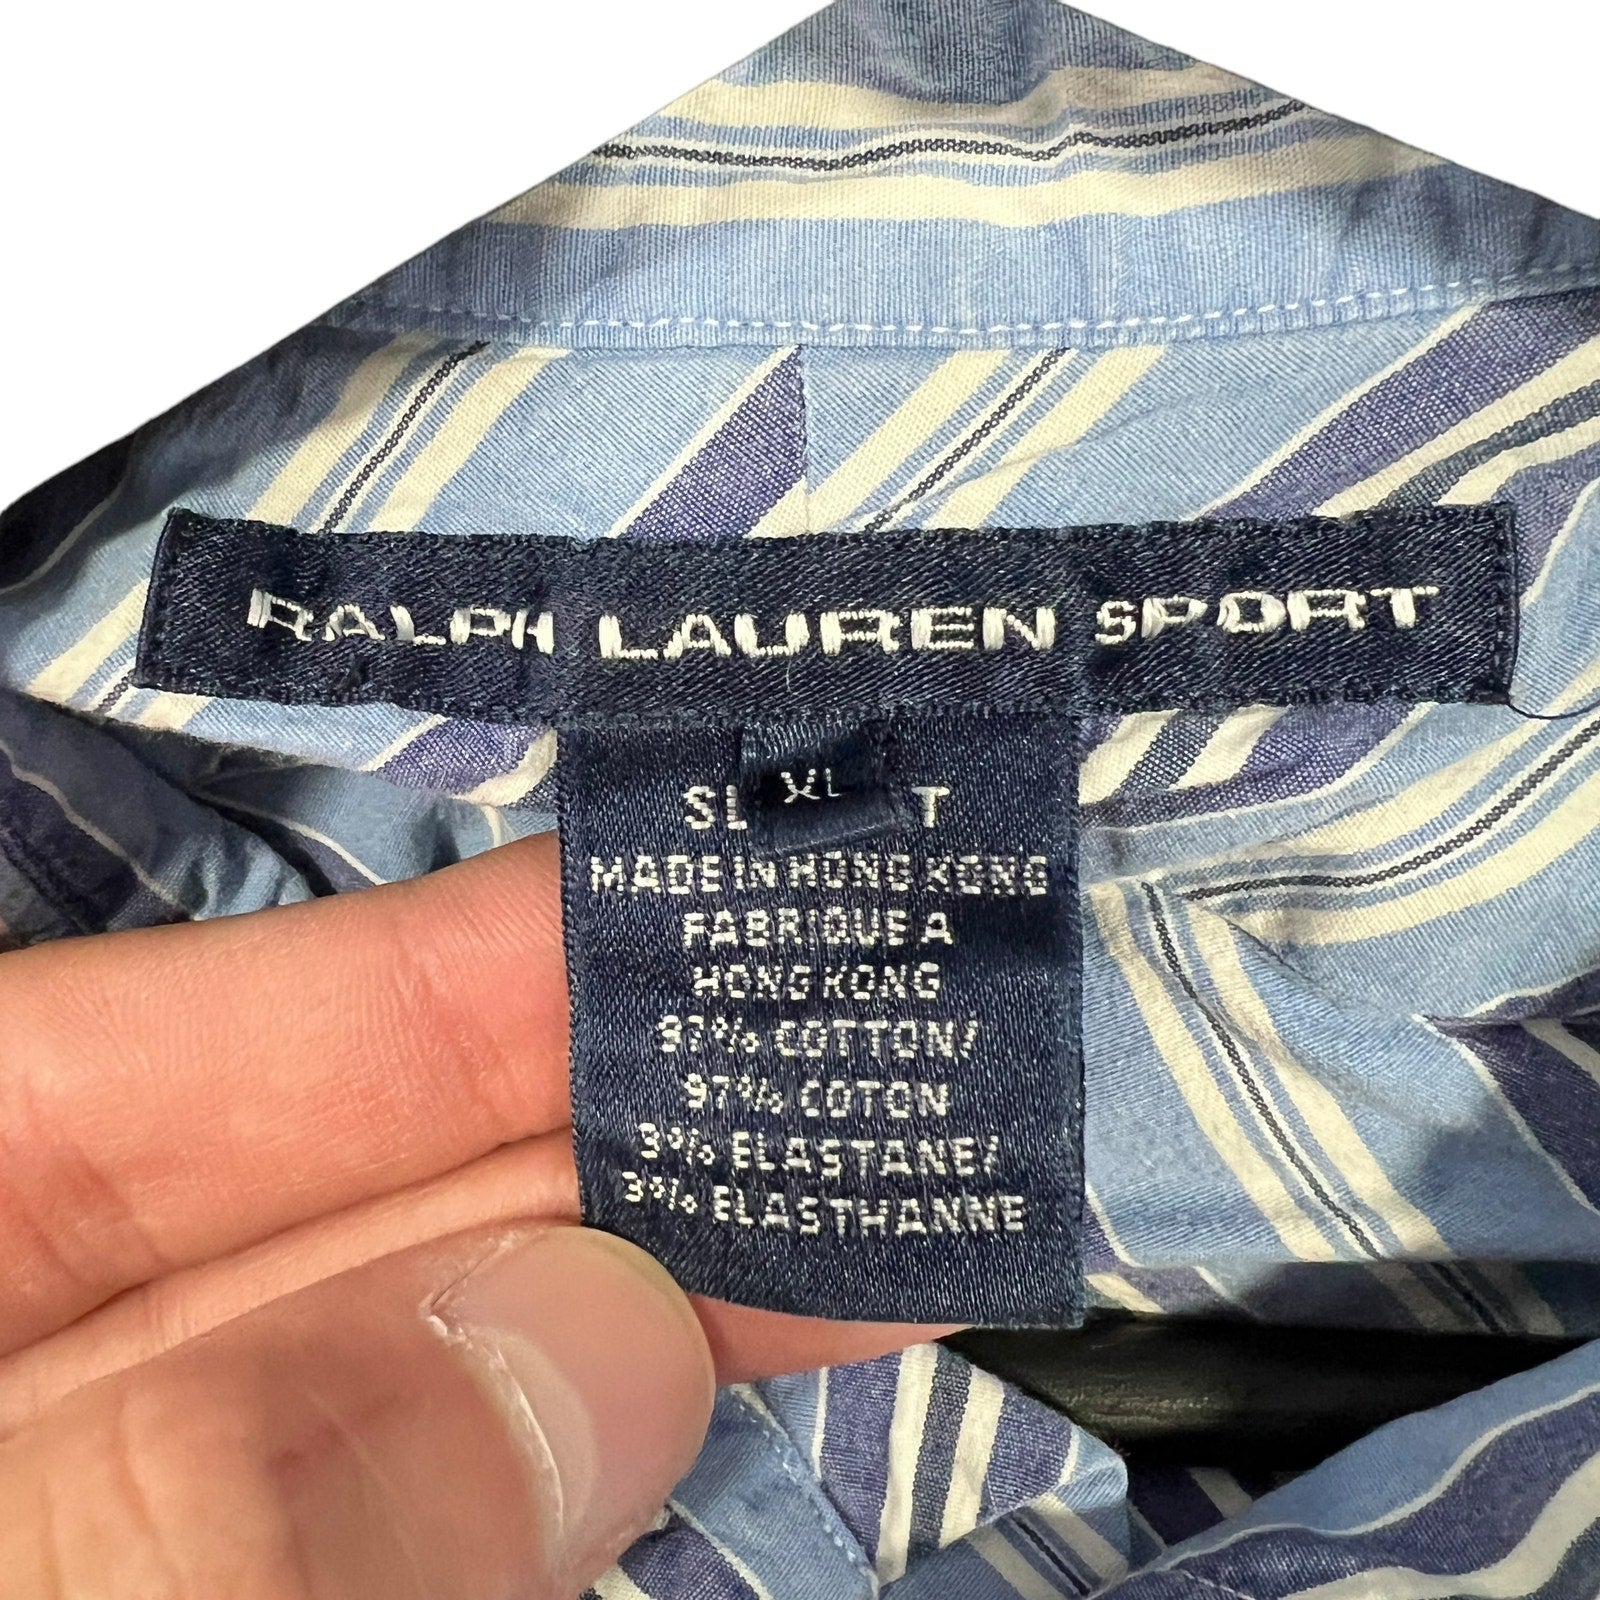 RALPH LAUREN SPORT
XL
MADE IN HONG KONG
FABRIQUE A
HONG KONG
97% COTTON/
97% COTON
3% ELASTANE/
3% ELASTHANNE